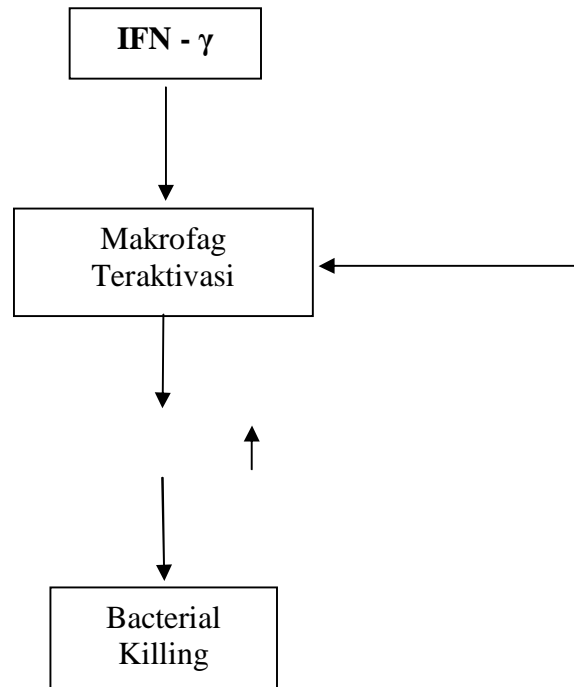 IFN - γ
Makrofag
Teraktivasi
Bacterial
Killing